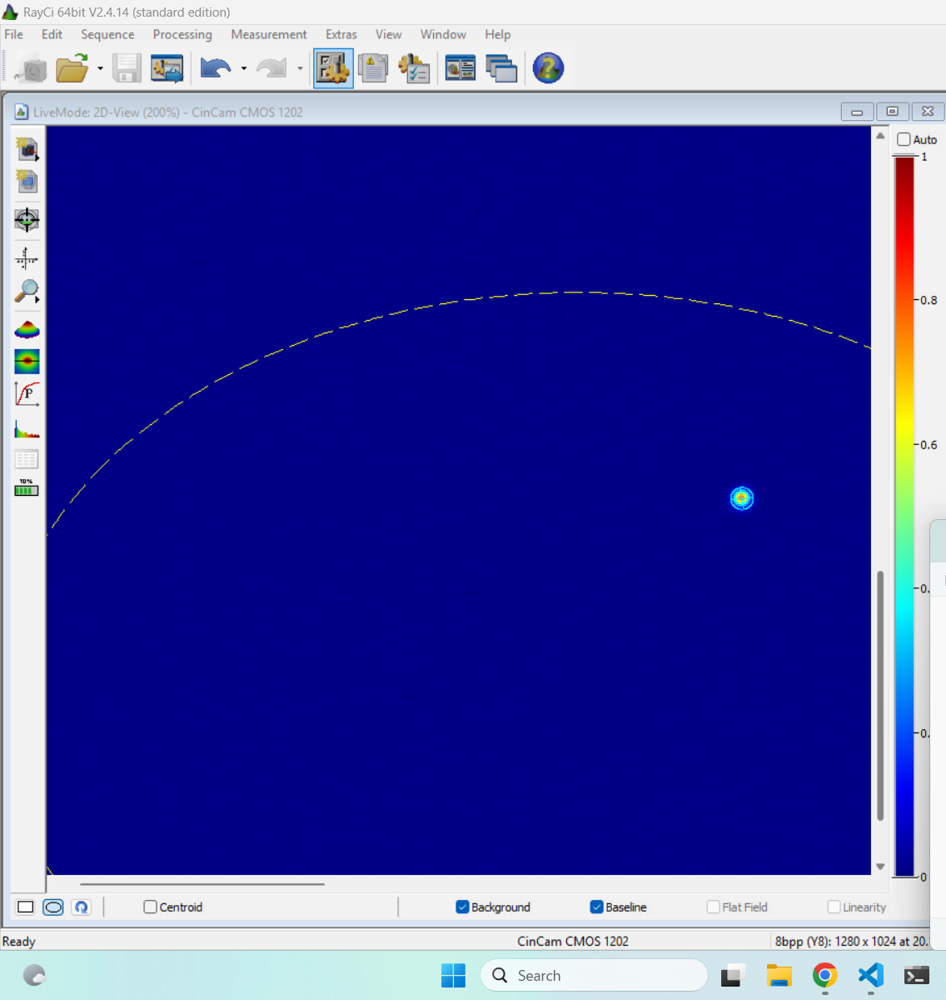 RayCi 64bit V2.4.14 (standard edition)
File Edit Sequence Processing Measurement Extras View Window Help
LiveMode: 2D-View (200%) - CinCam CMOS 1202
Auto
1
0.8
0.6
0.
0.
0
P
TD%
Centroid Background Baseline Flat Field Linearity
Ready CinCam CMOS 1202 8bpp (Y8): 1280 x 1024 at 20.
Search